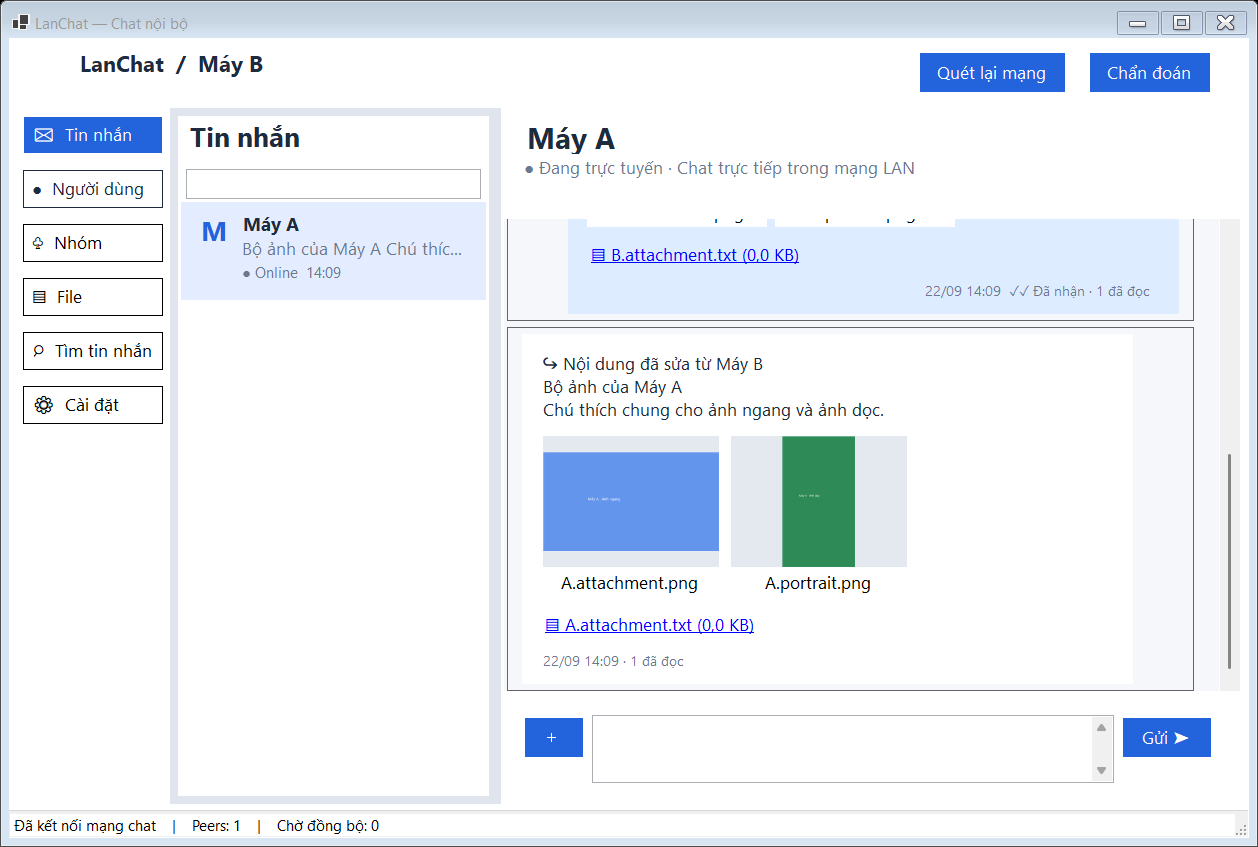 LanChat — Chat nội bộ
LanChat / Máy B
Quét lại mạng
Chẩn đoán
Tin nhắn
Người dùng
Nhóm
File
Tìm tin nhắn
Cài đặt
Tin nhắn
M
Máy A
Bộ ảnh của Máy A Chú thíc...
● Online 14:09
Máy A
● Đang trực tuyến · Chat trực tiếp trong mạng LAN
B.attachment.txt (0,0 KB)
22/09 14:09 ✓✓ Đã nhận · 1 đã đọc
↪ Nội dung đã sửa từ Máy B
Bộ ảnh của Máy A
Chú thích chung cho ảnh ngang và ảnh dọc.
A.attachment.png
A.portrait.png
A.attachment.txt (0,0 KB)
22/09 14:09 · 1 đã đọc
+
Gửi ➤
Đã kết nối mạng chat | Peers: 1 | Chờ đồng bộ: 0